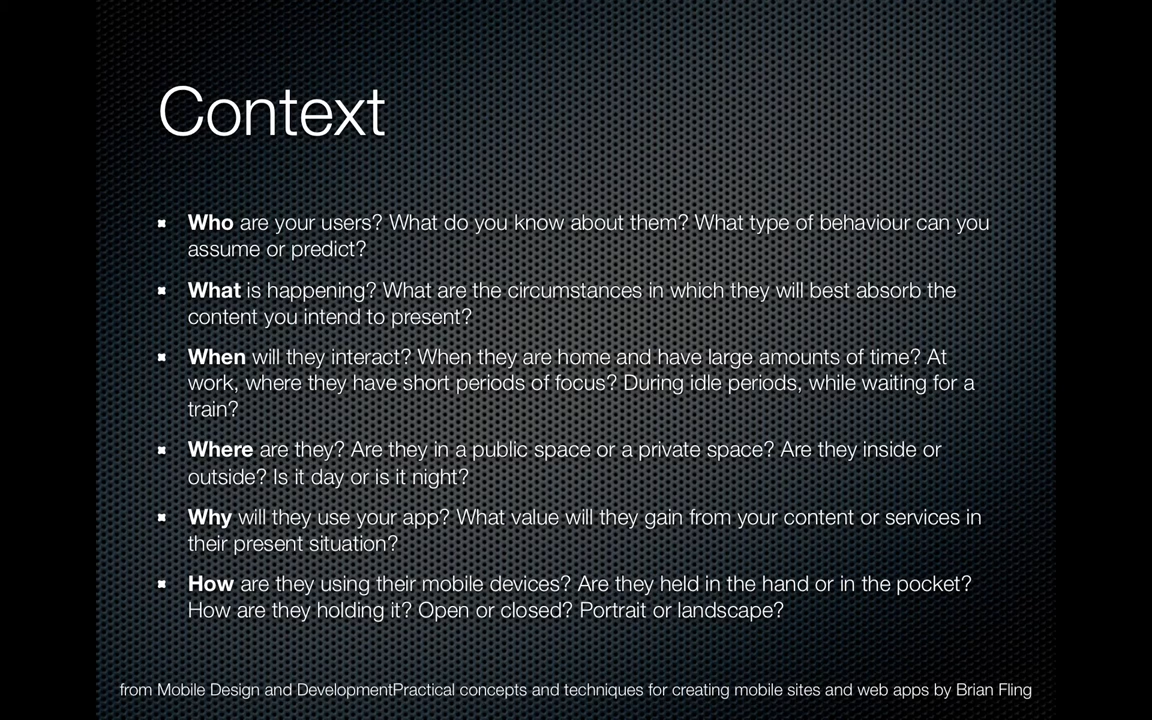 Context
Who are your users? What do you know about them? What type of behaviour can you
assume or predict?
What is happening? What are the circumstances in which they will best absorb the
content you intend to present?
When will they interact? When they are home and have large amounts of time? At
work, where they have short periods of focus? During idle periods, while waiting for a
train?
Where are they? Are they in a public space or a private space? Are they inside or
outside? Is it day or is it night?
Why will they use your app? What value will they gain from your content or services in
their present situation?
How are they using their mobile devices? Are they held in the hand or in the pocket?
How are they holding it? Open or closed? Portrait or landscape?
from Mobile Design and DevelopmentPractical concepts and techniques for creating mobile sites and web apps by Brian Fling